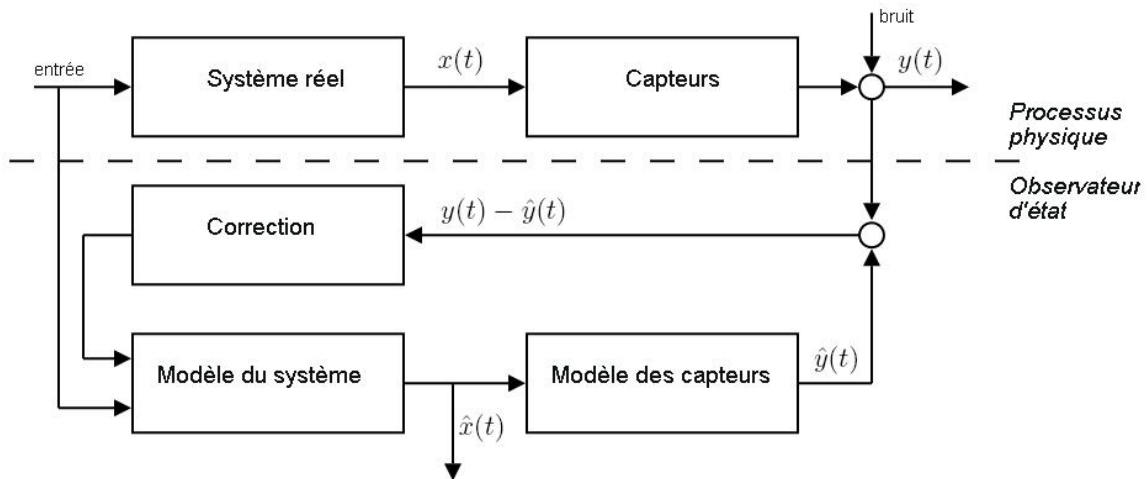 bruit
entrée
Système réel
x(t)
Capteurs
y(t)
Processus
physique
Observateur
d'état
Correction
y(t) − ŷ(t)
Modèle du système
x̂(t)
Modèle des capteurs
ŷ(t)